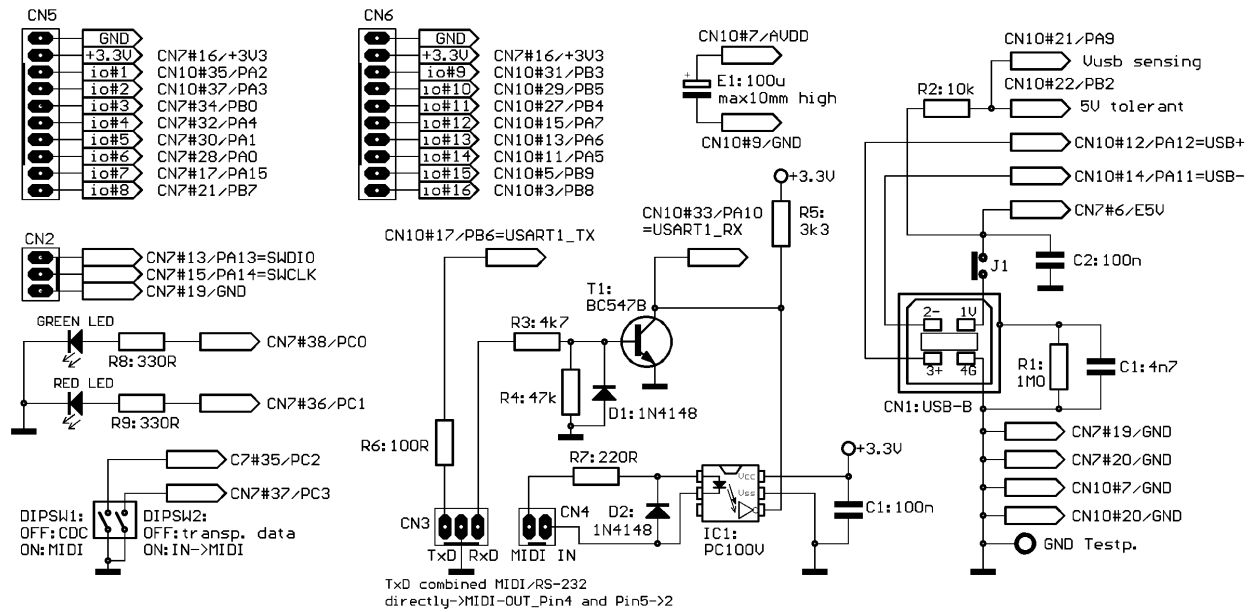 CN5
GND
+3.3V CN7#16/+3V3
io#1 CN10#35/PA2
io#2 CN10#37/PA3
io#3 CN7#34/PB0
io#4 CN7#32/PA4
io#5 CN7#30/PA1
io#6 CN7#28/PA0
io#7 CN7#17/PA15
io#8 CN7#21/PB7
CN6
GND
+3.3V CN7#16/+3V3
io#9 CN10#31/PB3
io#10 CN10#29/PB5
io#11 CN10#27/PB4
io#12 CN10#15/PA7
io#13 CN10#13/PA6
io#14 CN10#11/PA5
io#15 CN10#5/PB9
io#16 CN10#3/PB8
CN10#7/AVDD
+
E1:100u
max10mm high
CN10#9/GND
CN10#21/PA9
Vusb sensing
CN10#22/PB2
R2:10k
5V tolerant
CN10#12/PA12=USB+
CN10#14/PA11=USB-
CN7#6/E5V
C2:100n
J1
2- 1V
3+ 4G
CN1:USB-B
R1:
1M0
C1:4n7
CN7#19/GND
CN7#20/GND
CN10#7/GND
CN10#20/GND
GND Testp.
CN2
CN7#13/PA13=SWDIO
CN7#15/PA14=SWCLK
CN7#19/GND
GREEN LED
R8:330R
CN7#38/PC0
RED LED
R9:330R
CN7#36/PC1
C7#35/PC2
CN7#37/PC3
DIPSW1:
OFF:CDC
ON:MIDI
DIPSW2:
OFF:transp. data
ON:IN->MIDI
CN10#17/PB6=USART1_TX
CN10#33/PA10
=USART1_RX
+3.3V
R5:
3k3
T1:
BC547B
R3:4k7
R4:47k
D1:1N4148
R6:100R
R7:220R
CN3
TxD RxD
CN4
MIDI IN
D2:
1N4148
Vcc
Vss
IC1:
PC100V
+3.3V
C1:100n
TxD combined MIDI/RS-232
directly->MIDI-OUT_Pin4 and Pin5->2